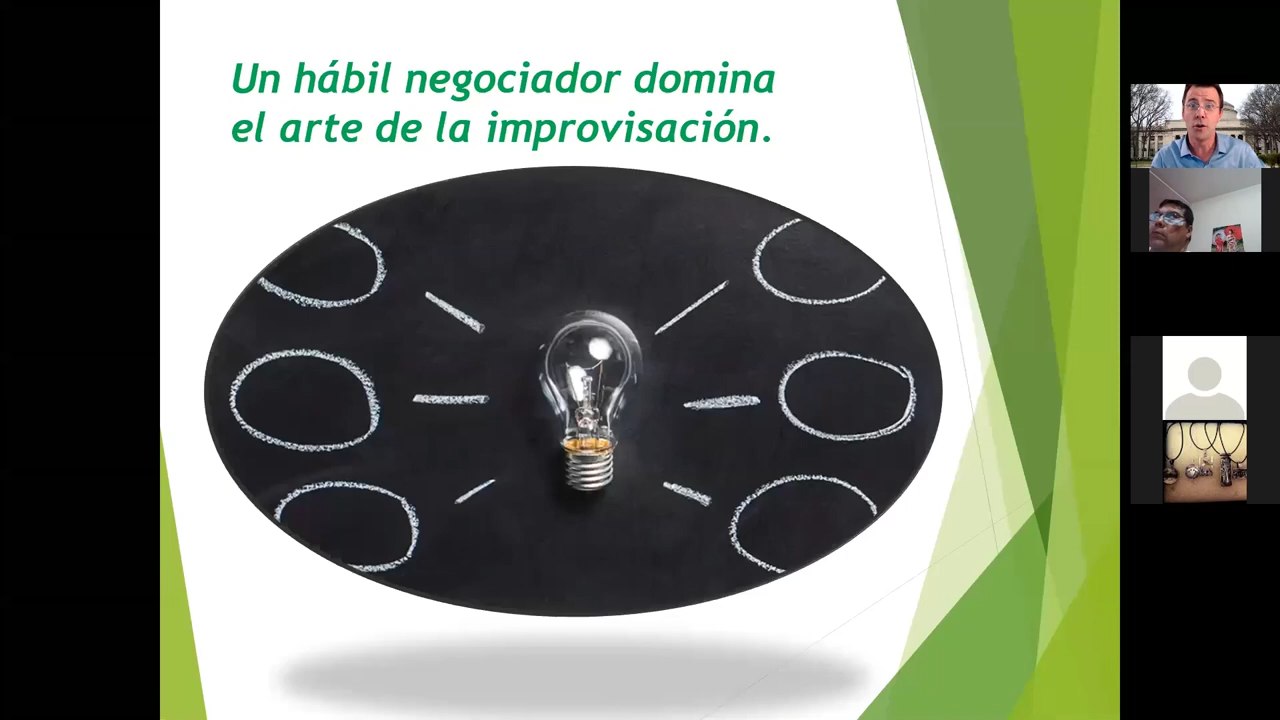 Un hábil negociador domina
el arte de la improvisación.